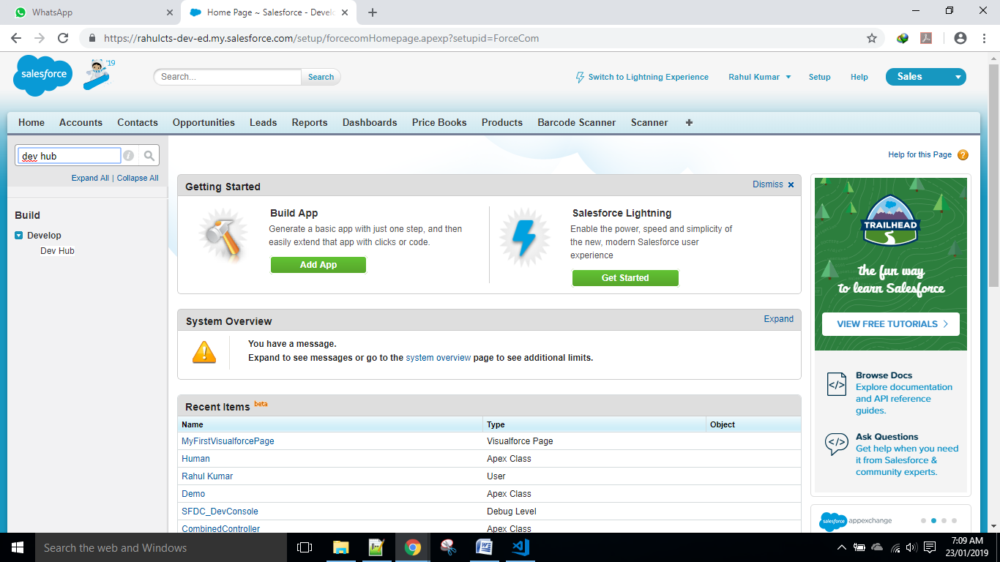 WhatsApp
Home Page ~ Salesforce - Develo
https://rahulcts-dev-ed.my.salesforce.com/setup/forcecomHomepage.apexp?setupid=ForceCom
salesforce
'19
Search...
Search
Switch to Lightning Experience
Rahul Kumar
Setup
Help
Sales
Home
Accounts
Contacts
Opportunities
Leads
Reports
Dashboards
Price Books
Products
Barcode Scanner
Scanner
dev hub
Expand All | Collapse All
Build
Develop
Dev Hub
Help for this Page
Getting Started
Dismiss
Build App
Generate a basic app with just one step, and then
easily extend that app with clicks or code.
Add App
Salesforce Lightning
Enable the power, speed and simplicity of
the new, modern Salesforce user
experience
Get Started
System Overview
Expand
You have a message.
Expand to see messages or go to the system overview page to see additional limits.
Recent Items beta
Name Type Object
MyFirstVisualforcePage Visualforce Page
Human Apex Class
Rahul Kumar User
Demo Apex Class
SFDC_DevConsole Debug Level
CombinedController Apex Class
TRAILHEAD
the fun way
to learn Salesforce
VIEW FREE TUTORIALS
Browse Docs
Explore documentation
and API reference
guides.
Ask Questions
Get help when you need
it from Salesforce &
community experts.
salesforce appexchange
Search the web and Windows
7:09 AM
23/01/2019